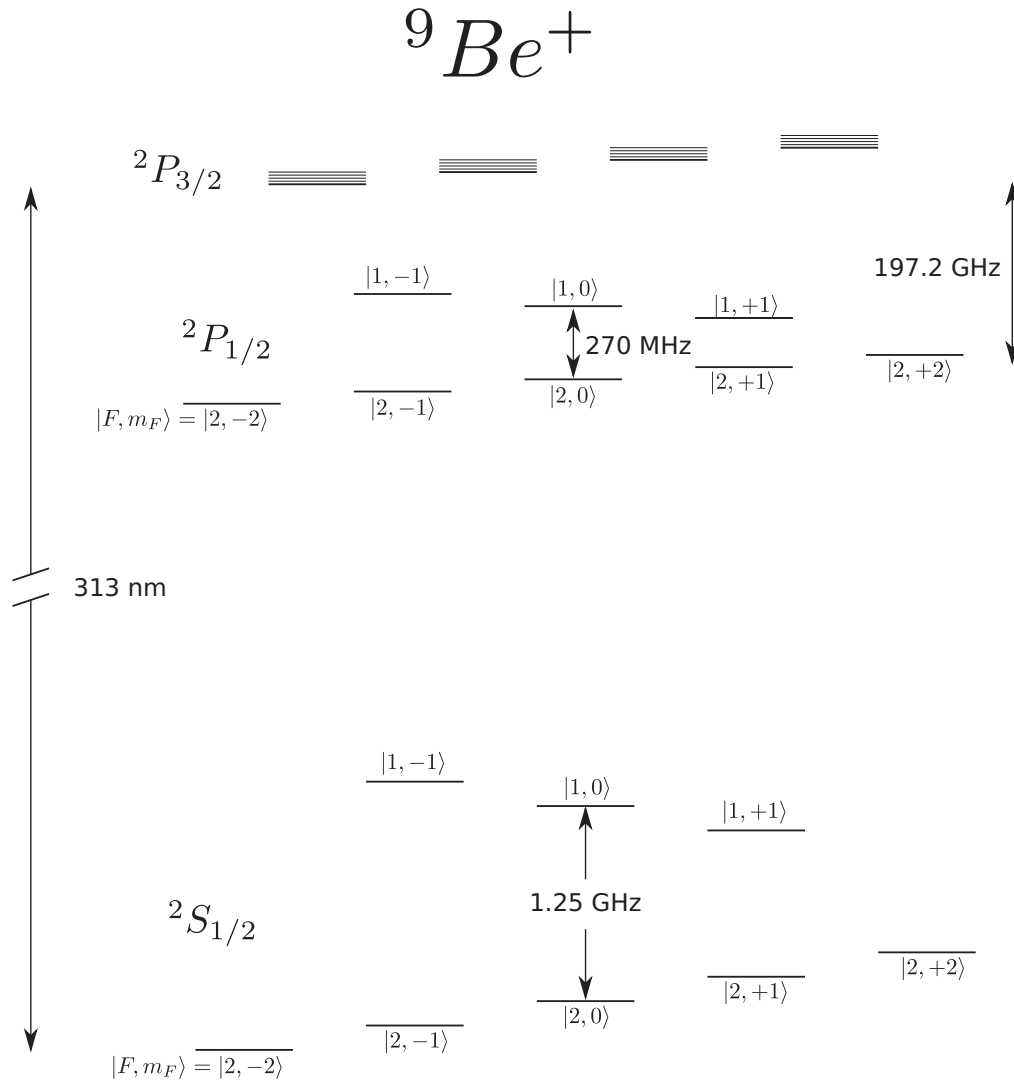 ⁹Be⁺
²P₃/₂
197.2 GHz
|1, −1⟩
|1, 0⟩
|1, +1⟩
²P₁/₂
270 MHz
|2, +2⟩
|F, m_F⟩ = |2, −2⟩
|2, −1⟩
|2, 0⟩
|2, +1⟩
313 nm
|1, −1⟩
|1, 0⟩
|1, +1⟩
²S₁/₂
1.25 GHz
|2, +2⟩
|2, +1⟩
|2, 0⟩
|2, −1⟩
|F, m_F⟩ = |2, −2⟩